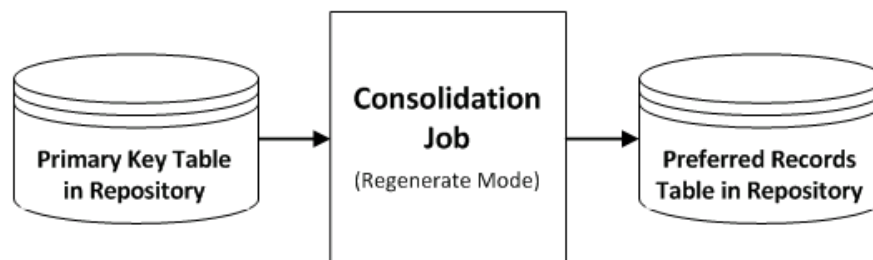 Primary Key Table
in Repository
Consolidation
Job
(Regenerate Mode)
Preferred Records
Table in Repository